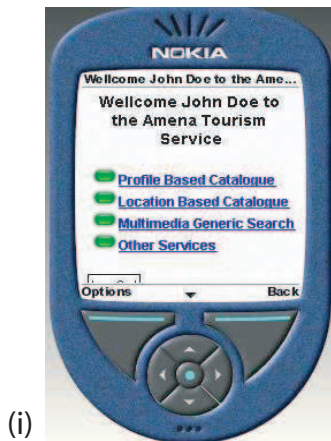 NOKIA
Wellcome John Doe to the Ame...
Wellcome John Doe to
the Amena Tourism
Service
Profile Based Catalogue
Location Based Catalogue
Multimedia Generic Search
Other Services
Options
Back
(i)